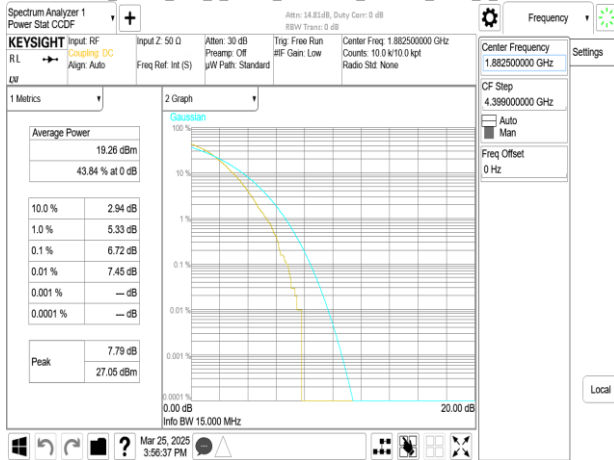 Spectrum Analyzer 1
Power Stat CCDF
Attn: 14.81dB, Duty Corr: 0 dB
RBW Trans: 0 dB
Frequency
KEYSIGHT
RL
Input: RF
Coupling: DC
Align: Auto
Input Z: 50 Ω
Freq Ref: Int (S)
Atten: 30 dB
Preamp: Off
µW Path: Standard
Trig: Free Run
#IF Gain: Low
Center Freq: 1.882500000 GHz
Counts: 10.0 k/10.0 kpt
Radio Std: None
LXI
Center Frequency
1.882500000 GHz
Settings
CF Step
4.399000000 GHz
Auto
Man
Freq Offset
0 Hz
1 Metrics
Average Power
19.26 dBm
43.84 % at 0 dB
10.0 % 2.94 dB
1.0 % 5.33 dB
0.1 % 6.72 dB
0.01 % 7.45 dB
0.001 % --- dB
0.0001 % --- dB
Peak
7.79 dB
27.05 dBm
2 Graph
Gaussian
100 %
10 %
1 %
0.1 %
0.01 %
0.001 %
0.0001 %
0.00 dB
20.00 dB
Info BW 15.000 MHz
Local
?
Mar 25, 2025
3:56:37 PM